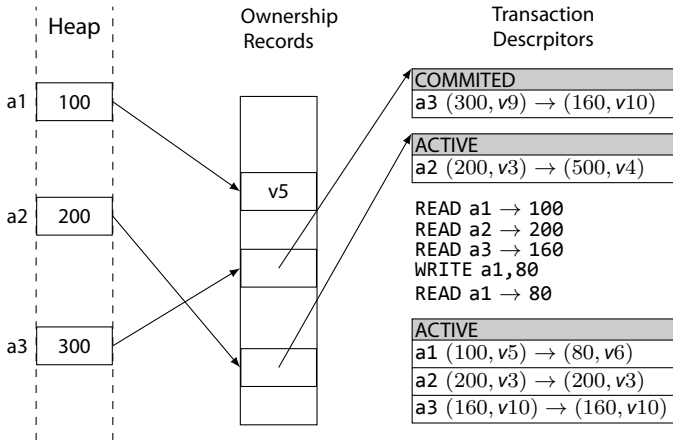 Heap
Ownership
Records
Transaction
Descrpitors
a1
100
a2
200
a3
300
v5
COMMITED
a3 (300, v9) → (160, v10)
ACTIVE
a2 (200, v3) → (500, v4)
READ a1 → 100
READ a2 → 200
READ a3 → 160
WRITE a1,80
READ a1 → 80
ACTIVE
a1 (100, v5) → (80, v6)
a2 (200, v3) → (200, v3)
a3 (160, v10) → (160, v10)